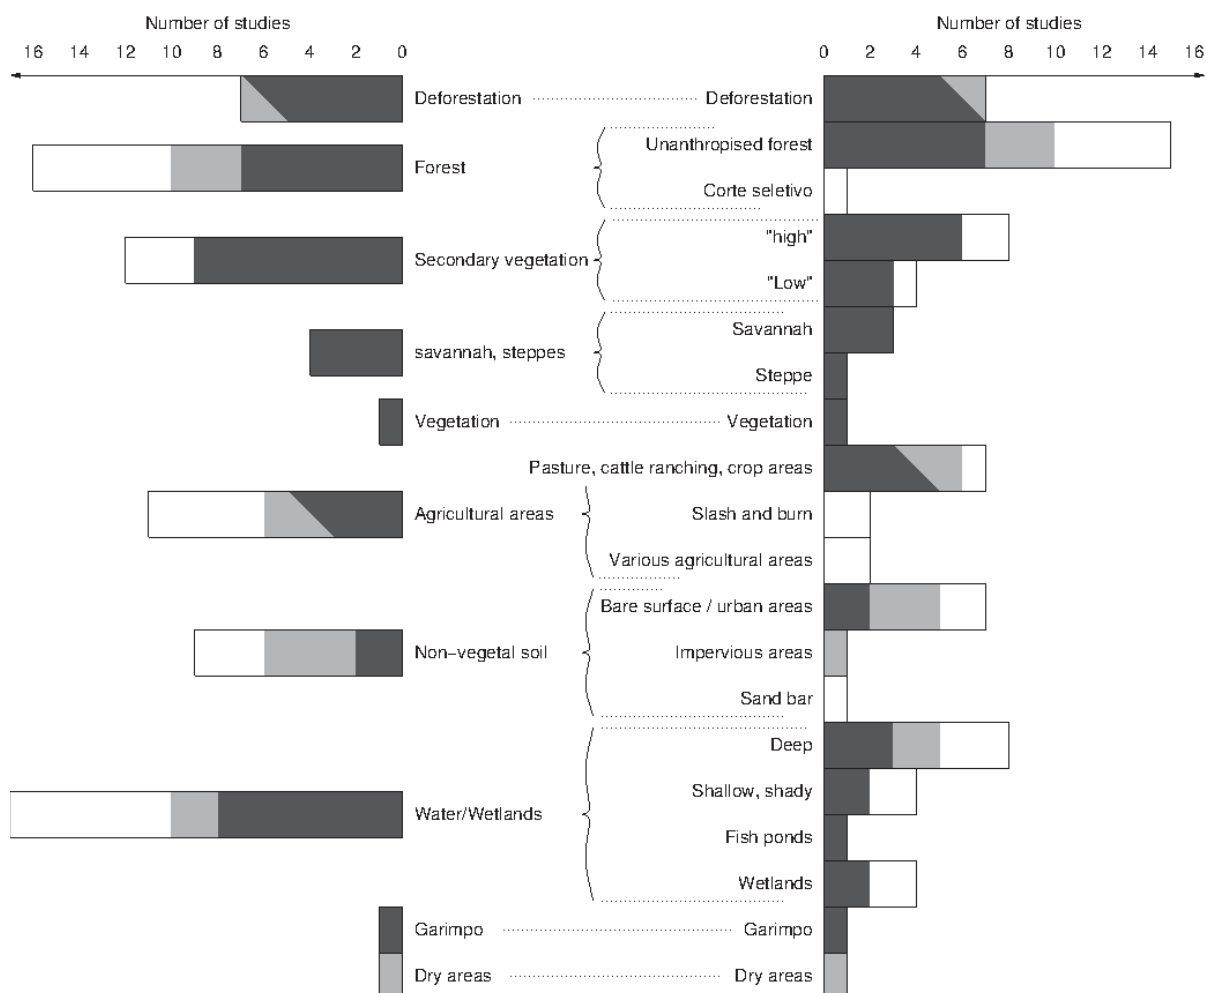 Number of studies
Number of studies
16 14 12 10 8 6 4 2 0
0 2 4 6 8 10 12 15 16
Deforestation
Deforestation
Unanthropised forest
Forest
Corte seletivo
"high"
Secondary vegetation
"Low"
Savannah
savannah, steppes
Steppe
Vegetation
Vegetation
Pasture, cattle ranching, crop areas
Agricultural areas
Slash and burn
Various agricultural areas
Bare surface / urban areas
Non-vegetal soil
Impervious areas
Sand bar
Deep
Shallow, shady
Water/Wetlands
Fish ponds
Wetlands
Garimpo
Garimpo
Dry areas
Dry areas